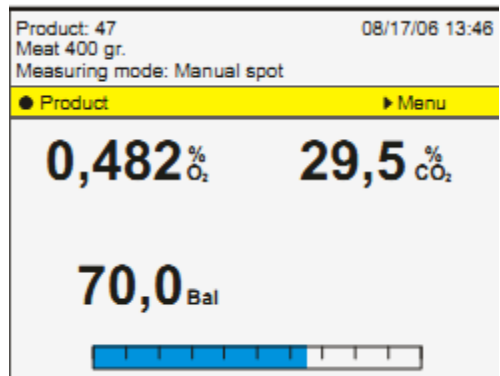 Product: 47 08/17/06 13:46
Meat 400 gr.
Measuring mode: Manual spot
● Product ▶ Menu
0,482 % O₂ 29,5 % CO₂
70,0 Bal